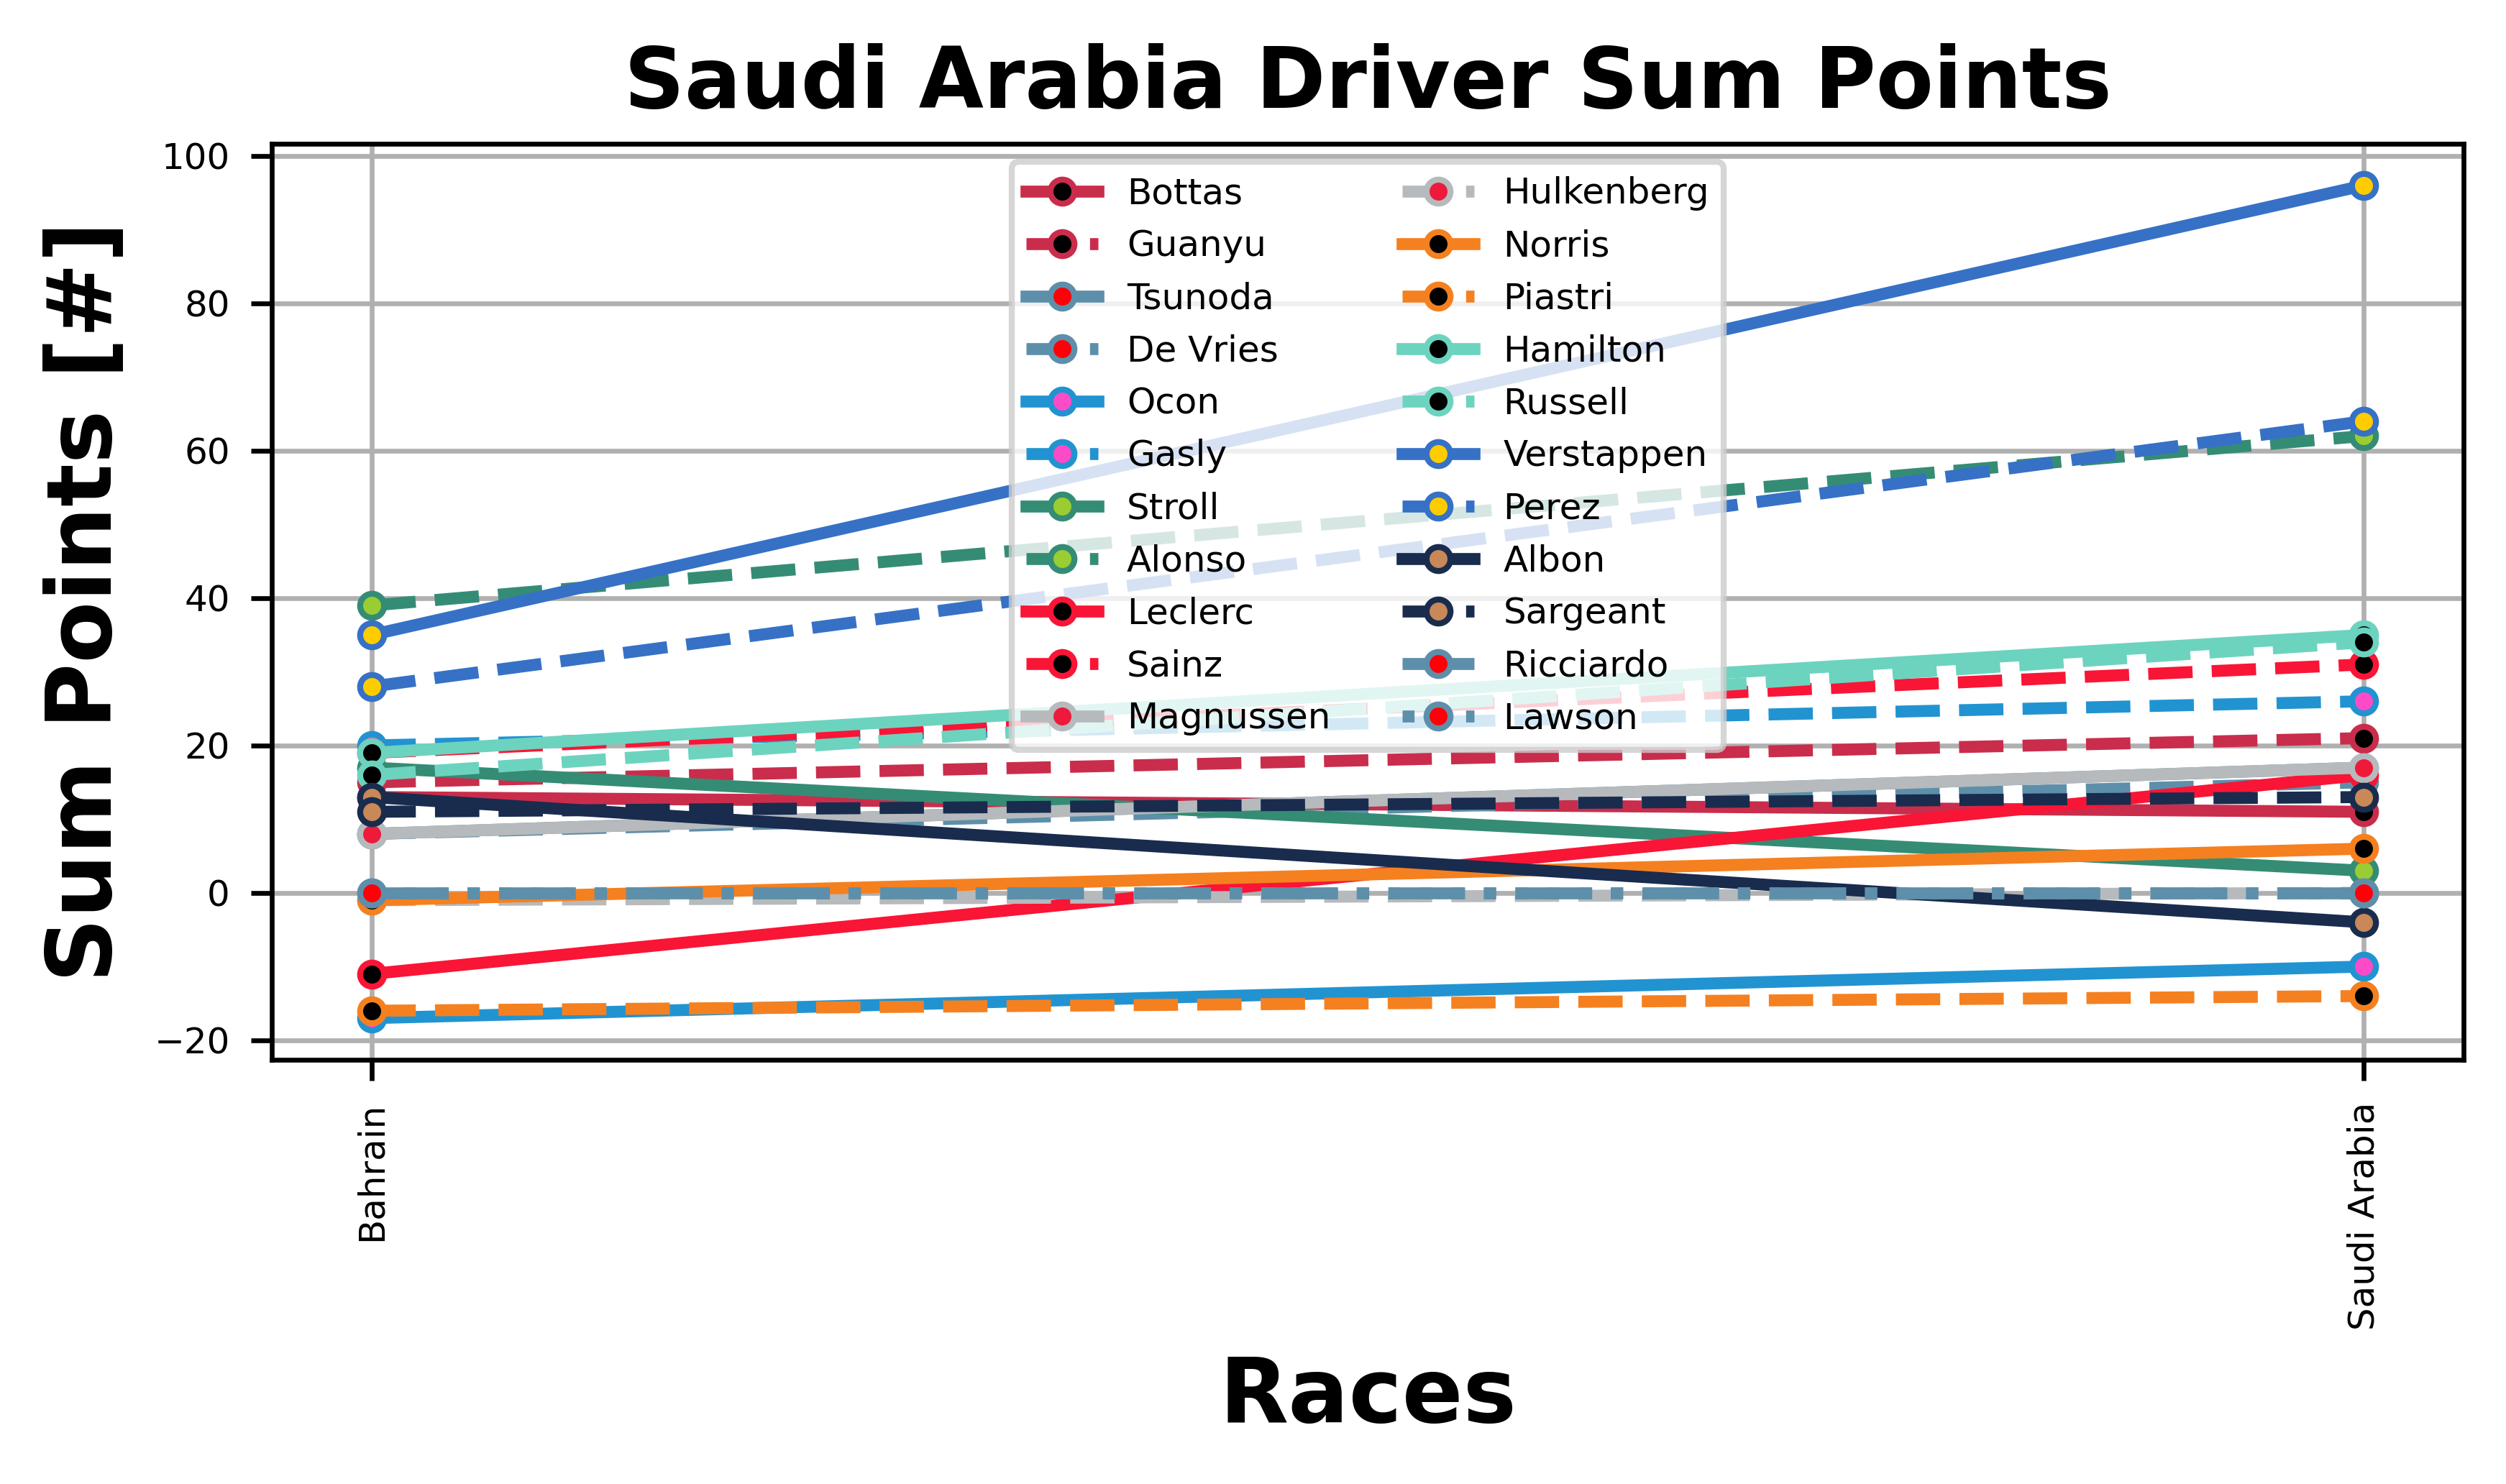 Saudi Arabia Driver Sum Points
Sum Points [#]
100
80
60
40
20
0
−20
Bottas
Guanyu
Tsunoda
De Vries
Ocon
Gasly
Stroll
Alonso
Leclerc
Sainz
Magnussen
Hulkenberg
Norris
Piastri
Hamilton
Russell
Verstappen
Perez
Albon
Sargeant
Ricciardo
Lawson
Bahrain
Saudi Arabia
Races